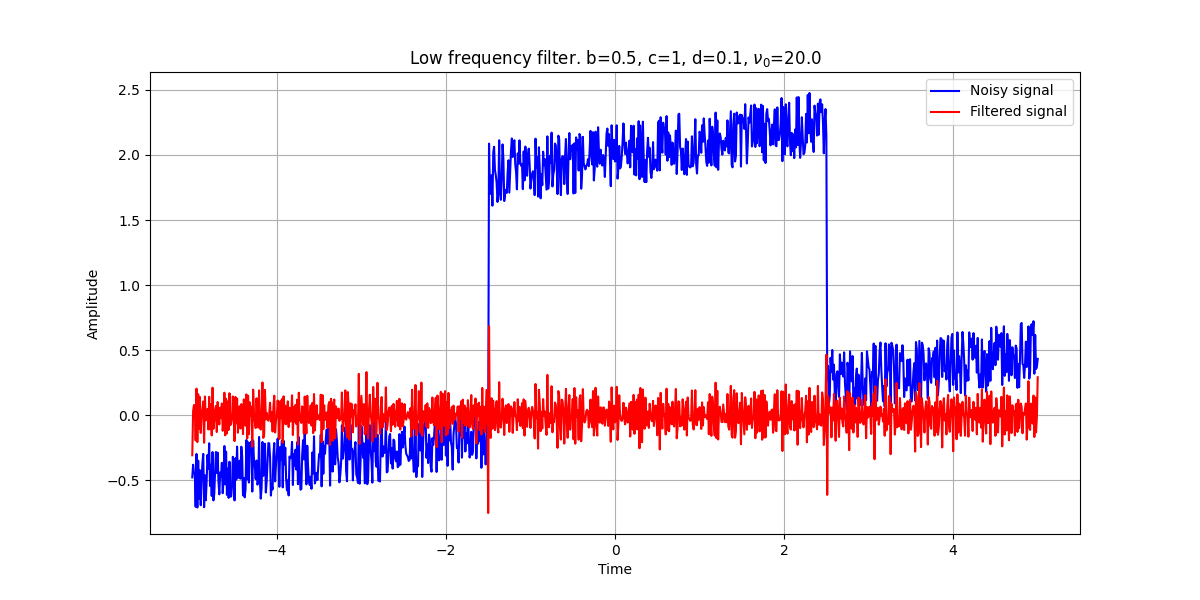 Low frequency filter. b=0.5, c=1, d=0.1, ν₀=20.0
Noisy signal
Filtered signal
Amplitude
2.5
2.0
1.5
1.0
0.5
0.0
−0.5
−4
−2
0
2
4
Time